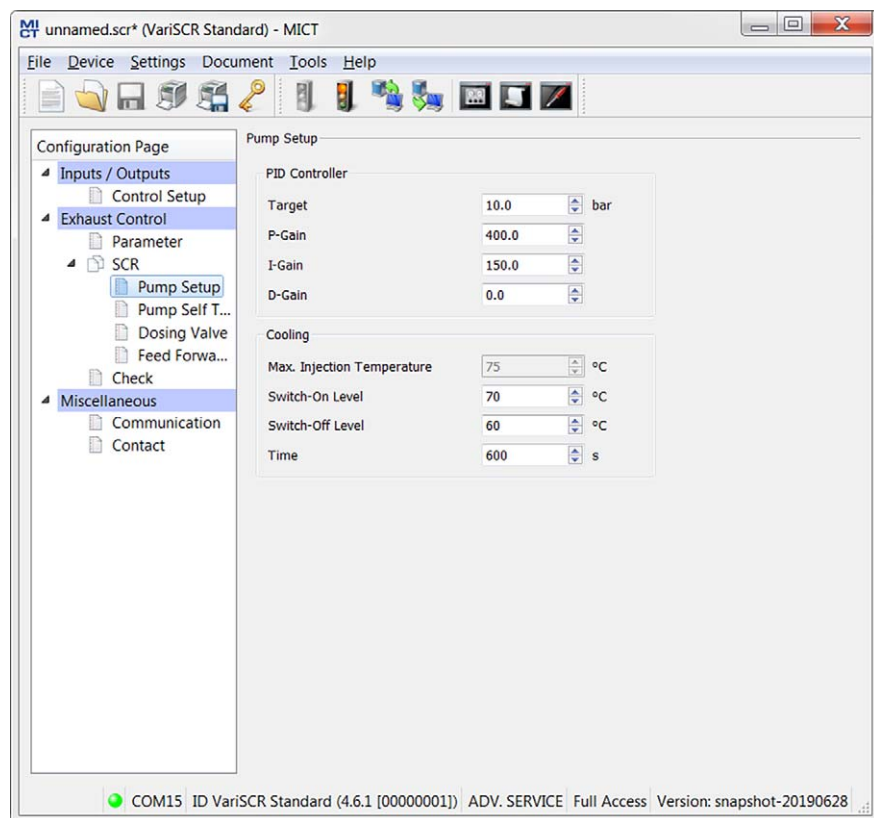 MICT unnamed.scr* (VariSCR Standard) - MICT
File Device Settings Document Tools Help
Configuration Page
Inputs / Outputs
Control Setup
Exhaust Control
Parameter
SCR
Pump Setup
Pump Self T...
Dosing Valve
Feed Forwa...
Check
Miscellaneous
Communication
Contact
Pump Setup
PID Controller
Target 10.0 bar
P-Gain 400.0
I-Gain 150.0
D-Gain 0.0
Cooling
Max. Injection Temperature 75 °C
Switch-On Level 70 °C
Switch-Off Level 60 °C
Time 600 s
COM15 ID VariSCR Standard (4.6.1 [00000001]) ADV. SERVICE Full Access Version: snapshot-20190628